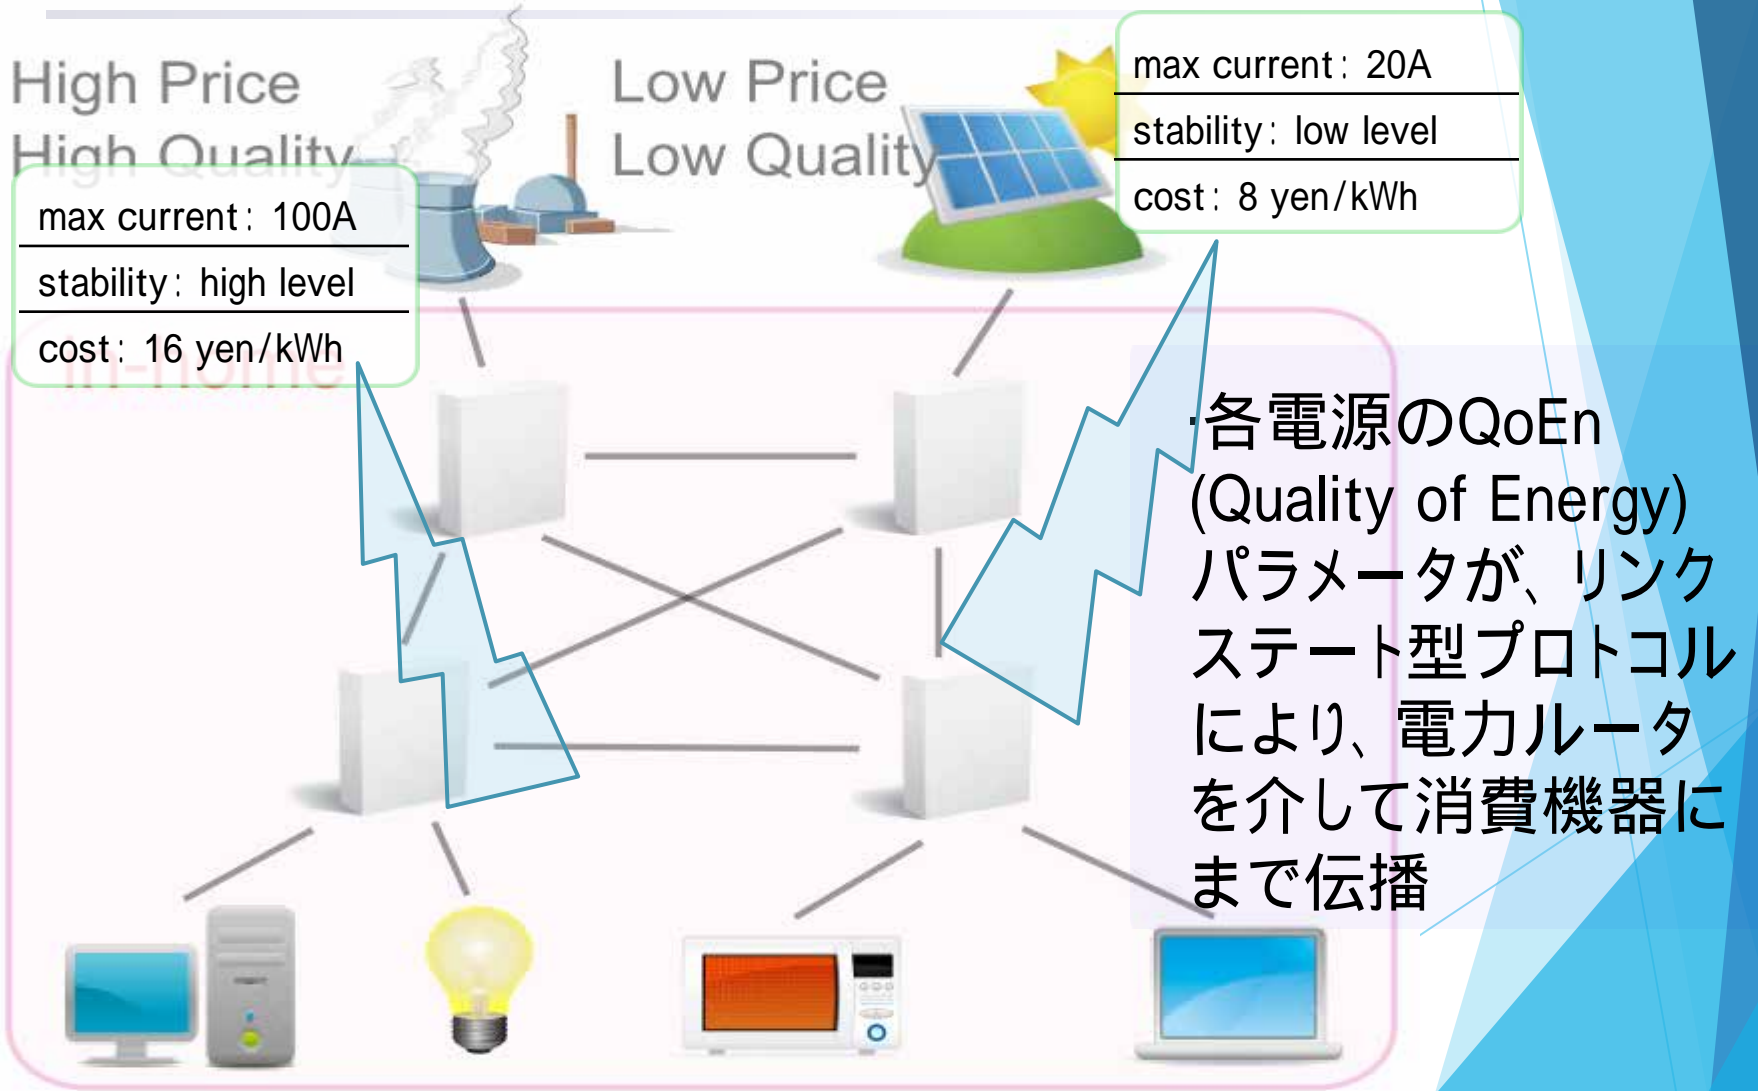 High Price
High Quality
Low Price
Low Quality
max current: 20A
stability: low level
cost: 8 yen/kWh
max current: 100A
stability: high level
cost: 16 yen/kWh
in-home
・各電源のQoEn
(Quality of Energy)
パラメータが、リンク
ステート型プロトコル
により、電力ルータ
を介して消費機器に
まで伝播